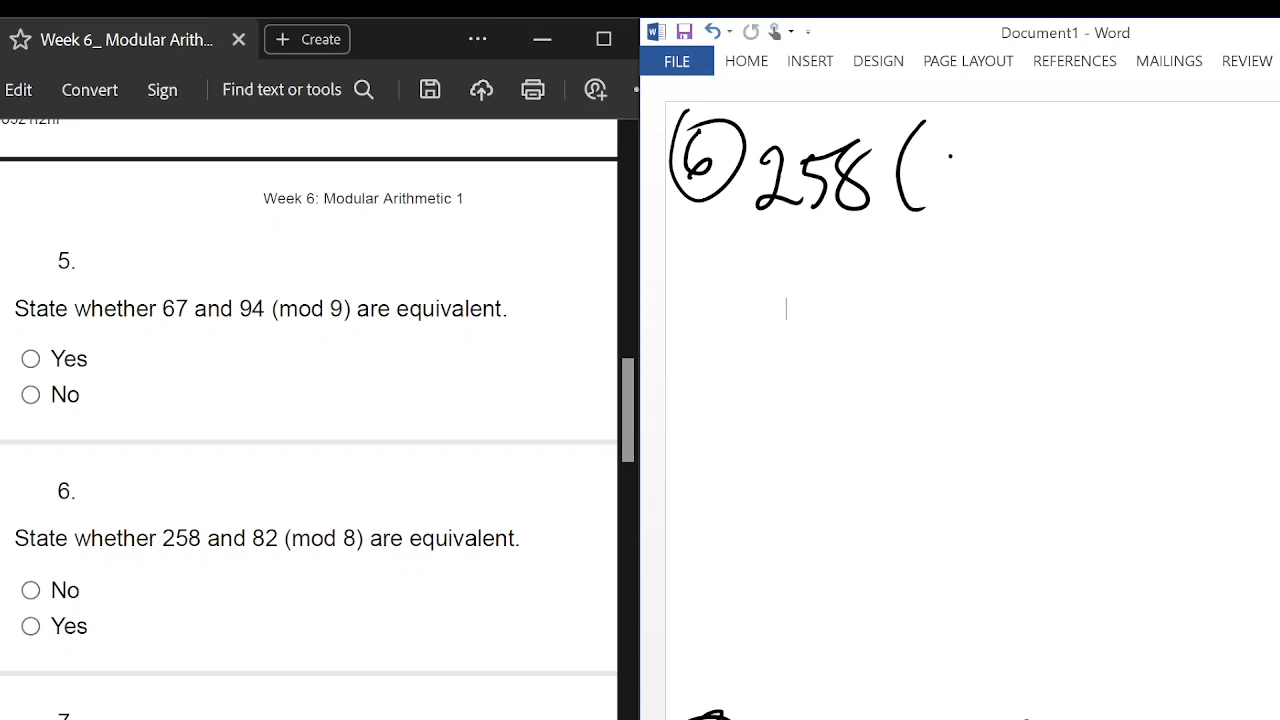 Week 6_ Modular Arith...
Create
Edit Convert Sign Find text or tools
Week 6: Modular Arithmetic 1
5.
State whether 67 and 94 (mod 9) are equivalent.
Yes
No
6.
State whether 258 and 82 (mod 8) are equivalent.
No
Yes
7.
Document1 - Word
FILE HOME INSERT DESIGN PAGE LAYOUT REFERENCES MAILINGS REVIEW
6 258 (